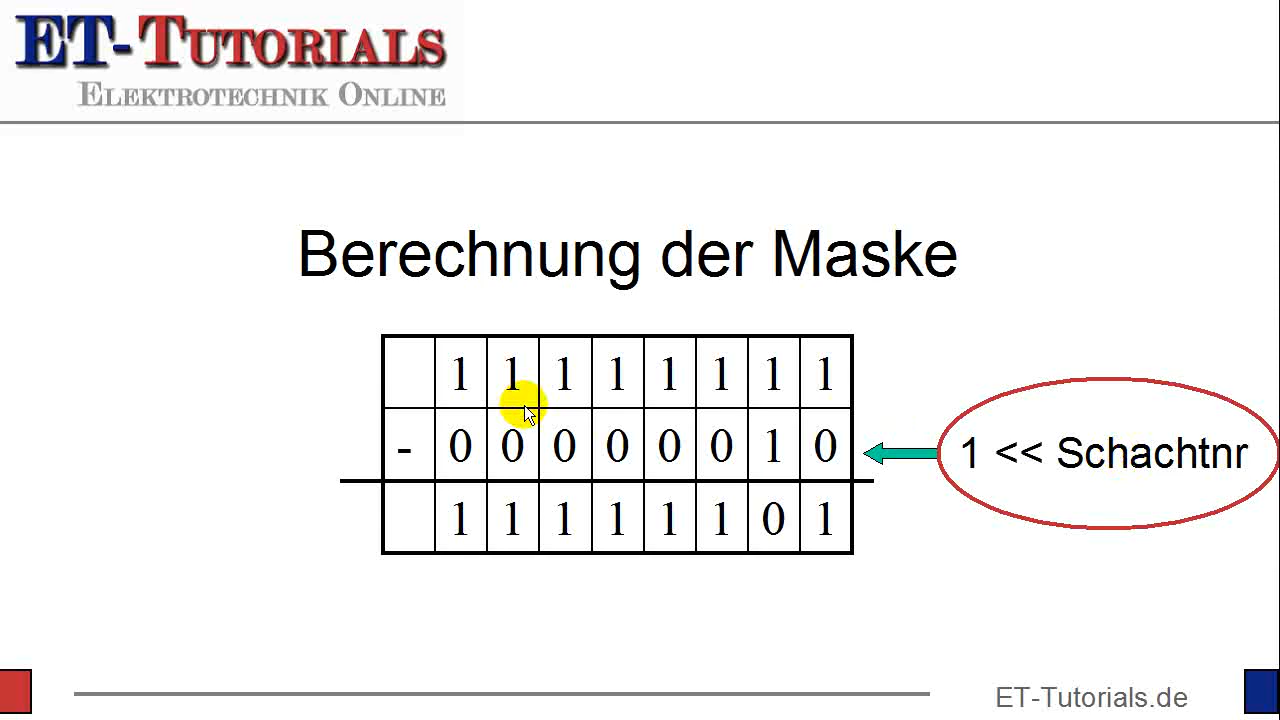 ET-Tutorials
Elektrotechnik Online
Berechnung der Maske
1 1 1 1 1 1 1 1
- 0 0 0 0 0 0 1 0
1 << Schachtnr
1 1 1 1 1 1 0 1
ET-Tutorials.de